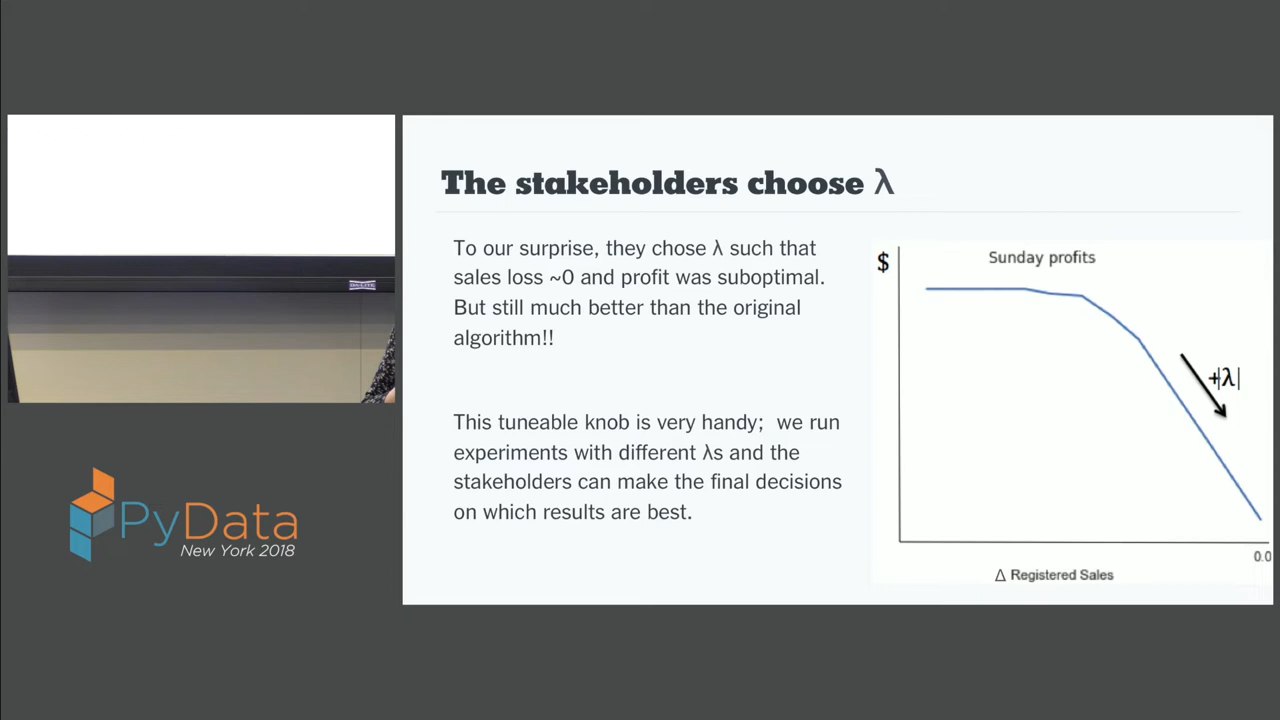 The stakeholders choose λ
To our surprise, they chose λ such that
sales loss ~0 and profit was suboptimal.
But still much better than the original
algorithm!!
This tuneable knob is very handy;  we run
experiments with different λs and the
stakeholders can make the final decisions
on which results are best.
$
Sunday profits
+|λ|
0.0
Δ Registered Sales
DA-LITE
PyData
New York 2018